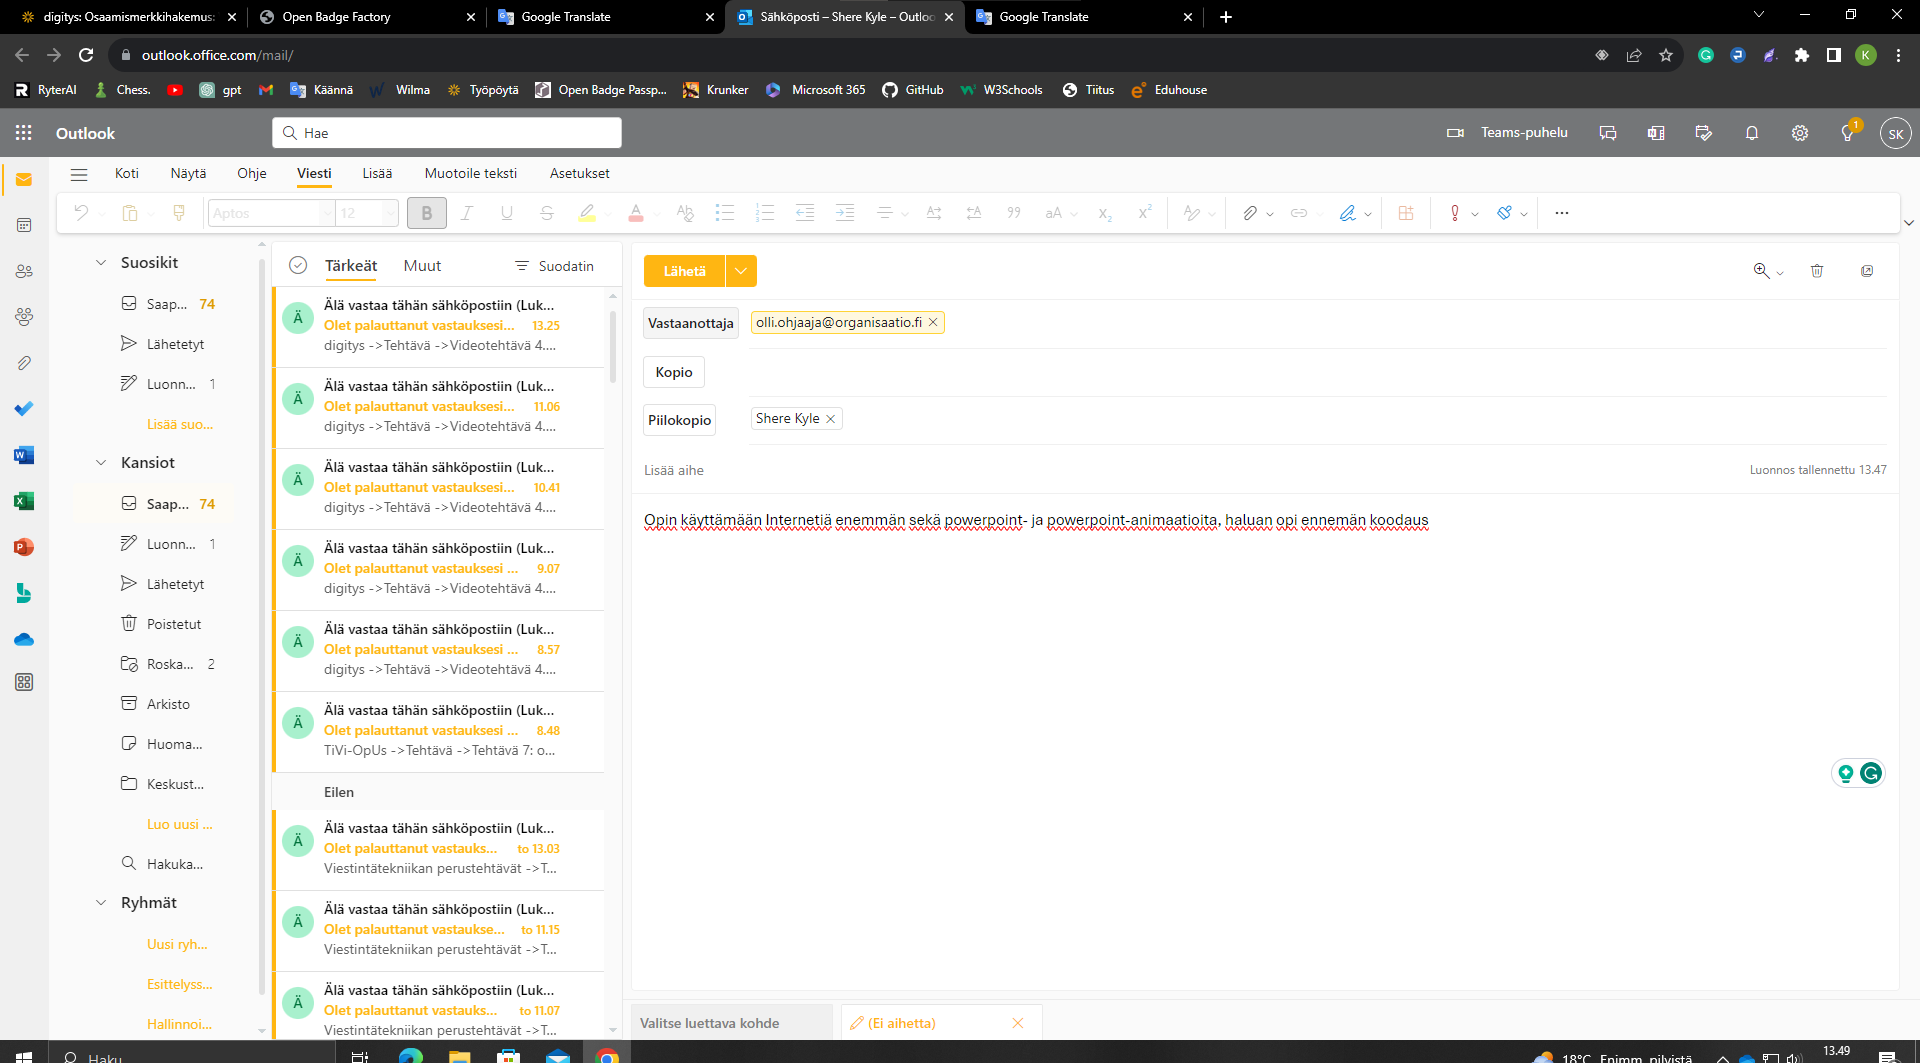 digitys: Osaamismerkkihakemus:
Open Badge Factory
Google Translate
Sähköposti – Shere Kyle – Outloo
Google Translate
outlook.office.com/mail/
K
RyterAI
Chess.
gpt
Käännä
Wilma
Työpöytä
Open Badge Passp...
Krunker
Microsoft 365
GitHub
W3Schools
Tiitus
Eduhouse
Outlook
Hae
Teams-puhelu
1
SK
Koti
Näytä
Ohje
Viesti
Lisää
Muotoile teksti
Asetukset
Aptos
12
Suosikit
Saap... 74
Lähetetyt
Luonn... 1
Lisää suo...
Kansiot
Saap... 74
Luonn... 1
Lähetetyt
Poistetut
Roska... 2
Arkisto
Huoma...
Keskust...
Luo uusi ...
Hakuka...
Ryhmät
Uusi ryh...
Esittelyss...
Hallinnoi...
Tärkeät
Muut
Suodatin
Ä
Älä vastaa tähän sähköpostiin (Luk...
Olet palauttanut vastauksesi... 13.25
digitys ->Tehtävä ->Videotehtävä 4....
Ä
Älä vastaa tähän sähköpostiin (Luk...
Olet palauttanut vastauksesi... 11.06
digitys ->Tehtävä ->Videotehtävä 4....
Ä
Älä vastaa tähän sähköpostiin (Luk...
Olet palauttanut vastauksesi... 10.41
digitys ->Tehtävä ->Videotehtävä 4....
Ä
Älä vastaa tähän sähköpostiin (Luk...
Olet palauttanut vastauksesi ... 9.07
digitys ->Tehtävä ->Videotehtävä 4....
Ä
Älä vastaa tähän sähköpostiin (Luk...
Olet palauttanut vastauksesi ... 8.57
digitys ->Tehtävä ->Videotehtävä 4....
Ä
Älä vastaa tähän sähköpostiin (Luk...
Olet palauttanut vastauksesi ... 8.48
TiVi-OpUs ->Tehtävä ->Tehtävä 7: o...
Eilen
Ä
Älä vastaa tähän sähköpostiin (Luk...
Olet palauttanut vastauks... to 13.03
Viestintätekniikan perustehtävät ->T...
Ä
Älä vastaa tähän sähköpostiin (Luk...
Olet palauttanut vastaukse... to 11.15
Viestintätekniikan perustehtävät ->T...
Ä
Älä vastaa tähän sähköpostiin (Luk...
Olet palauttanut vastauks... to 11.07
Viestintätekniikan perustehtävät ->T...
Lähetä
Vastaanottaja
olli.ohjaaja@organisaatio.fi
Kopio
Piilokopio
Shere Kyle
Lisää aihe
Luonnos tallennettu 13.47
Opin käyttämään Internetiä enemmän sekä powerpoint- ja powerpoint-animaatioita, haluan opi ennemän koodaus
Valitse luettava kohde
(Ei aihetta)
Haku
18°C Enimm. pilvistä
13.49